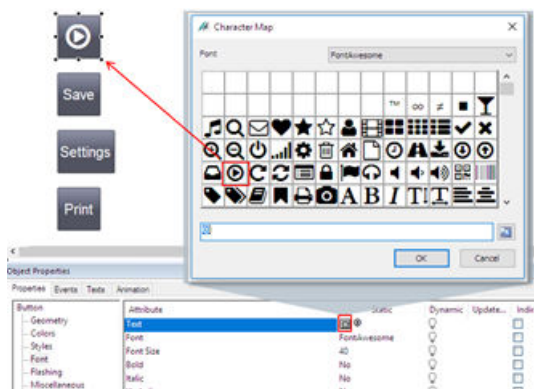 Character Map
Font
FontAwesome
Save
Settings
Print
OK
Cancel
Object Properties
Properties Events Texts Animation
Button
Geometry
Colors
Styles
Font
Flashing
Miscellaneous
Attribute Static Dynamic Update... Indir
Text
Font FontAwesome
Font Size 40
Bold No
Italic No